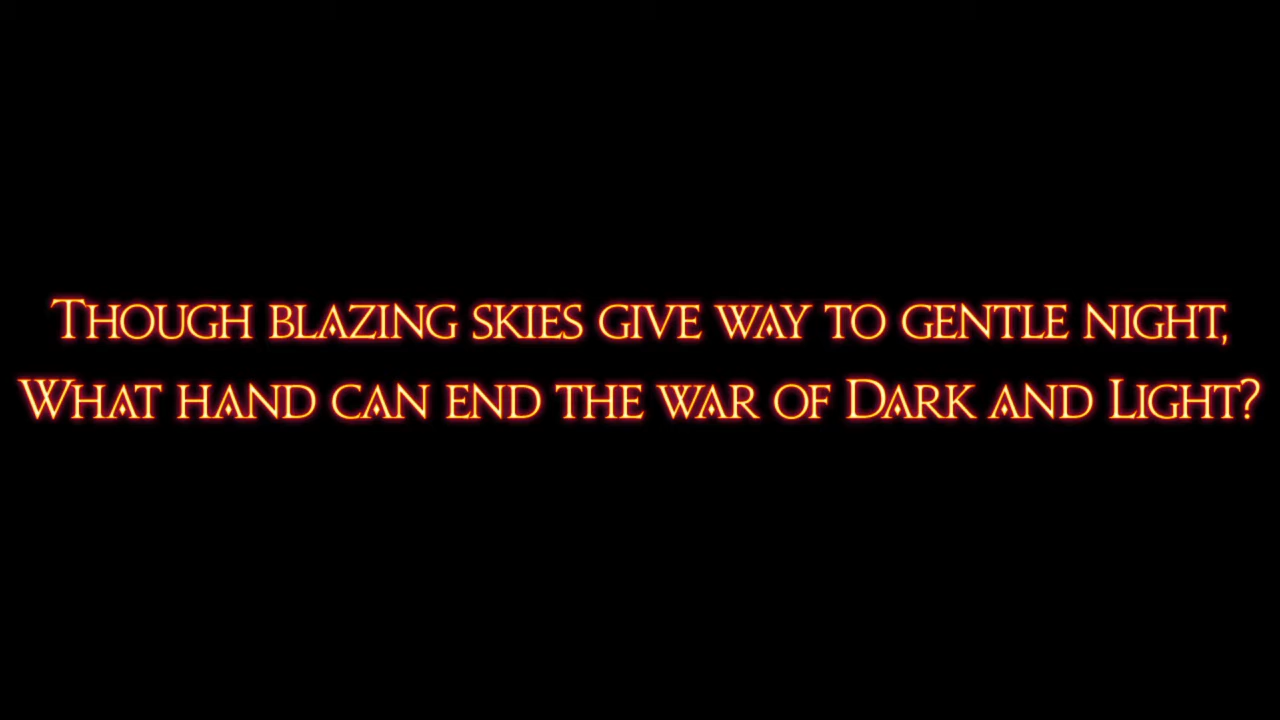 Though blazing skies give way to gentle night,
What hand can end the war of Dark and Light?